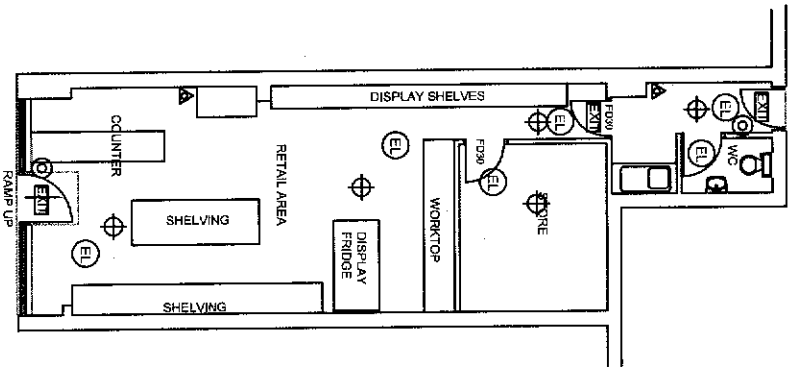 DISPLAY SHELVES
COUNTER
RETAIL AREA
EL
FD30
EL
EXIT
FD30
EL
EXIT
EL
WC
EL
STORE
EXIT
RAMP UP
SHELVING
EL
DISPLAY
FRIDGE
WORKTOP
SHELVING